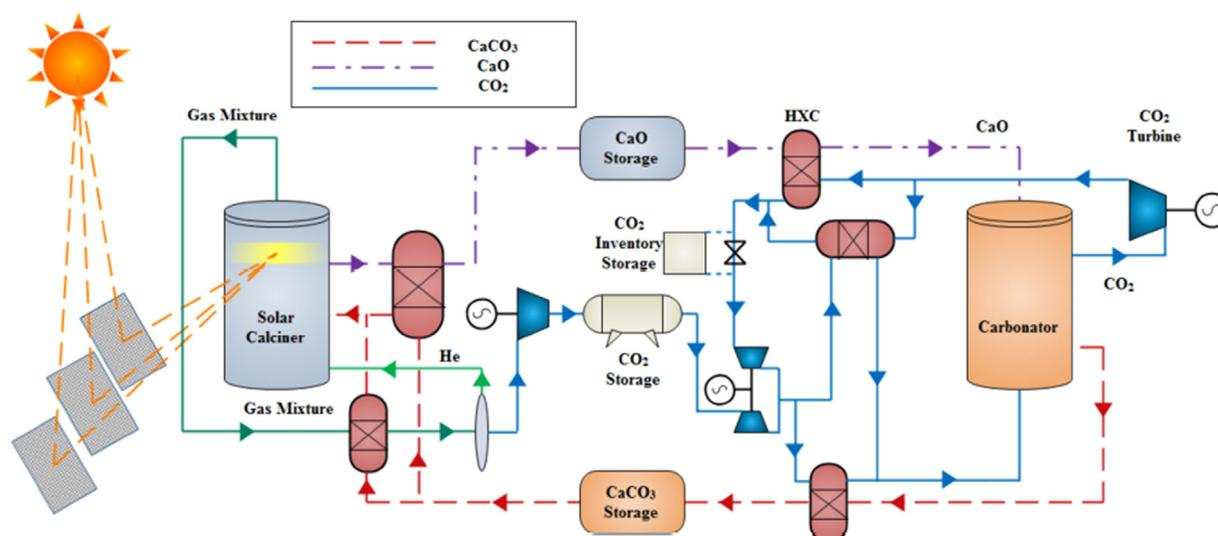 CaCO₃
CaO
CO₂
Gas Mixture
HXC
CaO
CO₂
Turbine
CaO
Storage
CO₂
Inventory
Storage
CO₂
Solar
Calciner
Carbonator
He
CO₂
Storage
Gas Mixture
CaCO₃
Storage